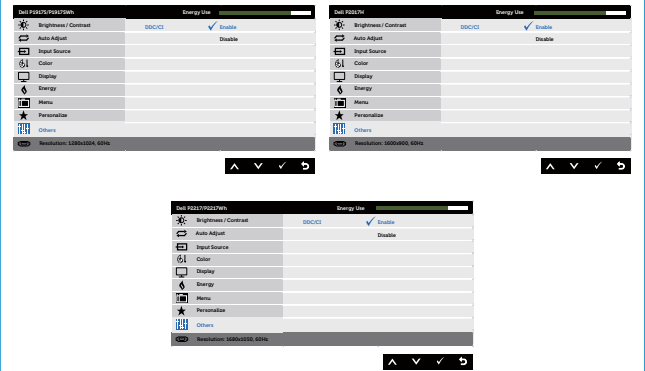 Dell P1917S/P1917SWh Energy Use
Brightness / Contrast DDC/CI Enable
Auto Adjust Disable
Input Source
Color
Display
Energy
Menu
Personalize
Others
Resolution: 1280x1024, 60Hz
Dell P2017H Energy Use
Brightness / Contrast DDC/CI Enable
Auto Adjust Disable
Input Source
Color
Display
Energy
Menu
Personalize
Others
Resolution: 1600x900, 60Hz
Dell P2217/P2217Wh Energy Use
Brightness / Contrast DDC/CI Enable
Auto Adjust Disable
Input Source
Color
Display
Energy
Menu
Personalize
Others
Resolution: 1680x1050, 60Hz